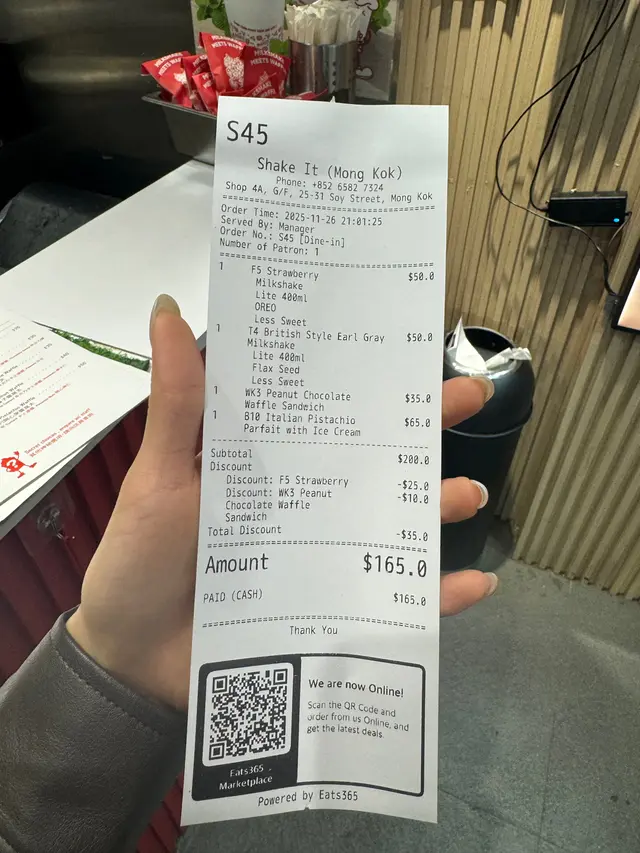 MILKSHAKE
MEETS WAFF
S45
Shake It (Mong Kok)
Phone: +852 6582 7324
Shop 4A, G/F, 25-31 Soy Street, Mong Kok
Order Time: 2025-11-26 21:01:25
Served By: Manager
Order No.: S45 [Dine-in]
Number of Patron: 1
1 F5 Strawberry $50.0
Milkshake
Lite 400ml
OREO
Less Sweet
1 T4 British Style Earl Gray $50.0
Milkshake
Lite 400ml
Flax Seed
Less Sweet
1 WK3 Peanut Chocolate $35.0
Waffle Sandwich
1 B10 Italian Pistachio $65.0
Parfait with Ice Cream
Subtotal $200.0
Discount
Discount: F5 Strawberry -$25.0
Discount: WK3 Peanut -$10.0
Chocolate Waffle
Sandwich
Total Discount -$35.0
Amount $165.0
PAID (CASH) $165.0
Thank You
We are now Online!
Scan the QR Code and
order from us Online, and
get the latest deals.
Eats365
Marketplace
Powered by Eats365